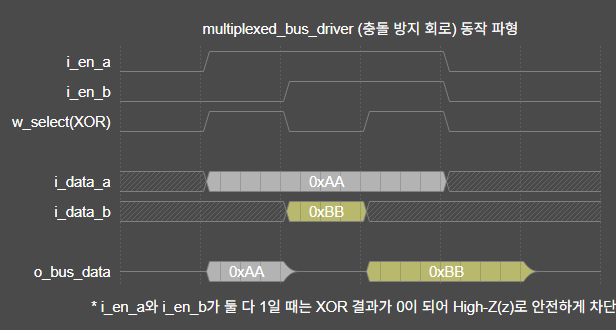 multiplexed_bus_driver (충돌 방지 회로) 동작 파형
i_en_a
i_en_b
w_select(XOR)
i_data_a 0xAA
i_data_b 0xBB
o_bus_data 0xAA 0xBB
* i_en_a와 i_en_b가 둘 다 1일 때는 XOR 결과가 0이 되어 High-Z(z)로 안전하게 차단